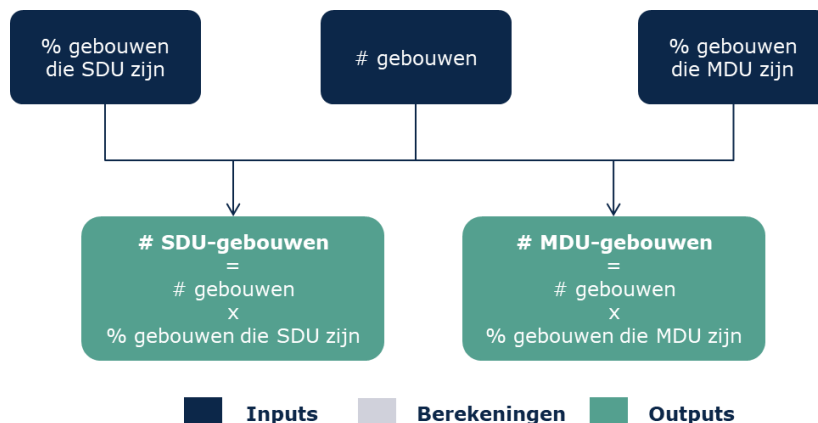 % gebouwen
die SDU zijn
# gebouwen
% gebouwen
die MDU zijn
# SDU-gebouwen
=
# gebouwen
x
% gebouwen die SDU zijn
# MDU-gebouwen
=
# gebouwen
x
% gebouwen die MDU zijn
Inputs
Berekeningen
Outputs